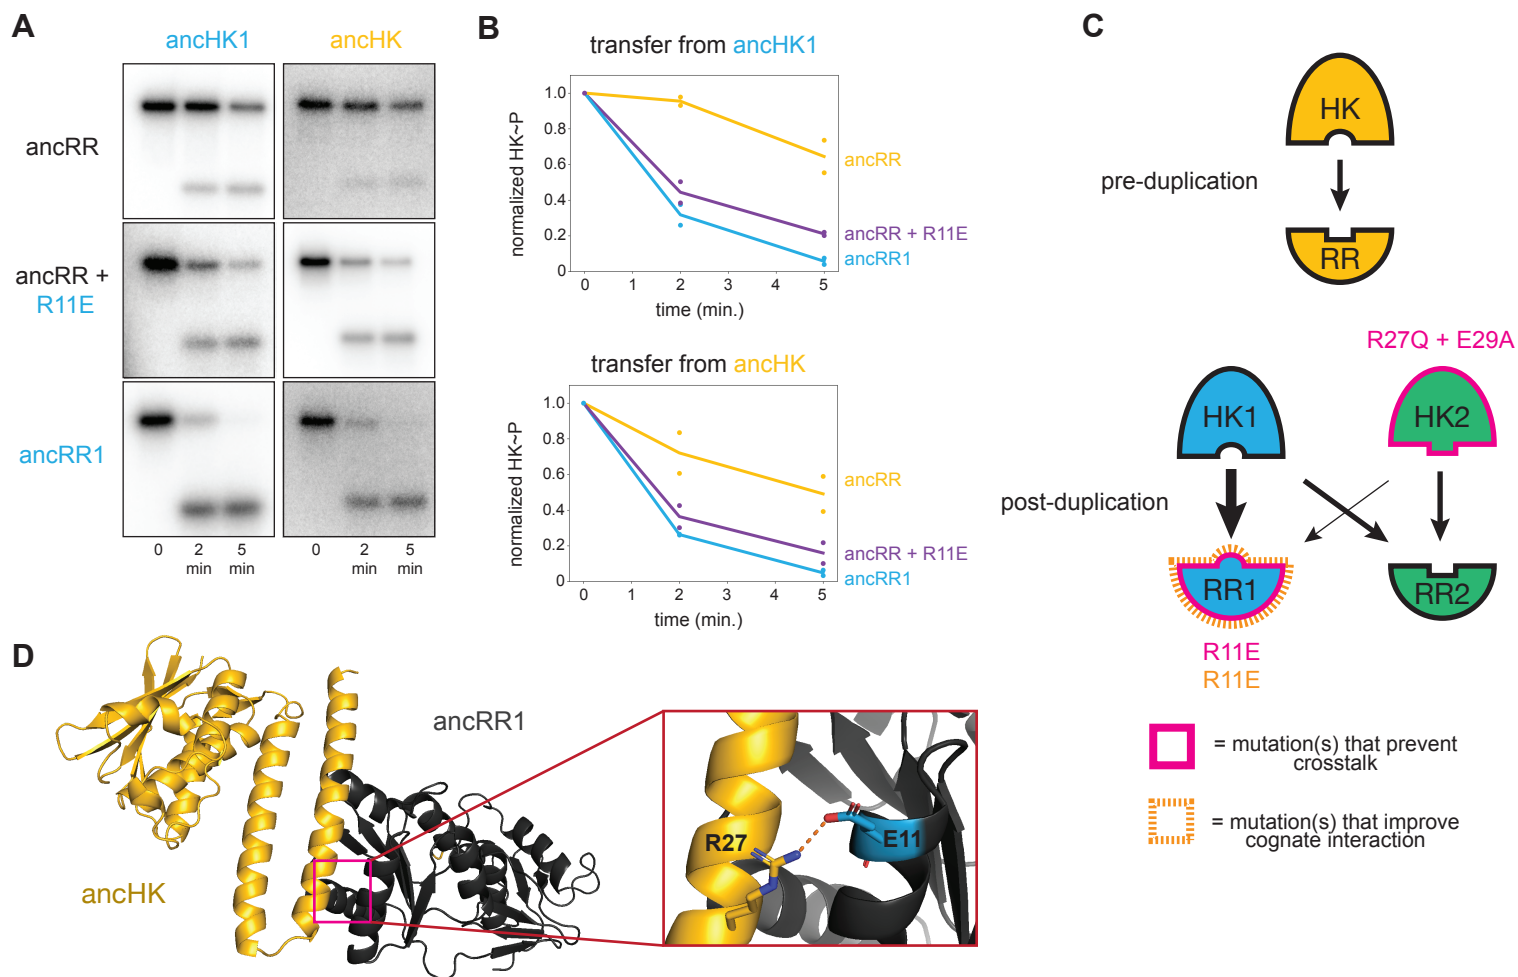 A
ancHK1
ancHK
ancRR
ancRR +
R11E
ancRR1
0
2
min
5
min
0
2
min
5
min
B
transfer from ancHK1
normalized HK~P
1.0
0.8
0.6
0.4
0.2
0
0 1 2 3 4 5
time (min.)
ancRR
ancRR + R11E
ancRR1
transfer from ancHK
normalized HK~P
1.0
0.8
0.6
0.4
0.2
0
0 1 2 3 4 5
time (min.)
ancRR
ancRR + R11E
ancRR1
C
HK
pre-duplication
RR
R27Q + E29A
HK1
HK2
post-duplication
RR1
RR2
R11E
R11E
= mutation(s) that prevent
crosstalk
= mutation(s) that improve
cognate interaction
D
ancRR1
ancHK
R27
E11